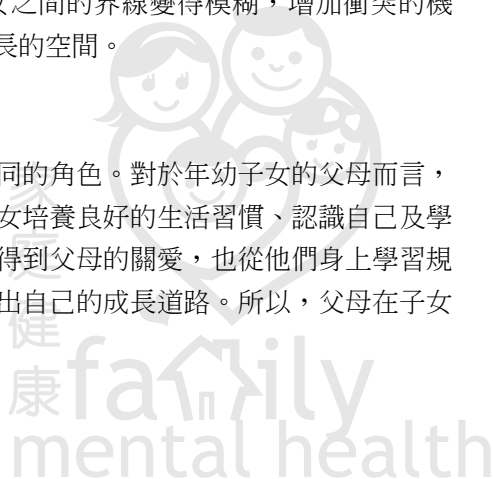 女之間的界線變得模糊，增加衝突的機
長的空間。
同的角色。對於年幼子女的父母而言，
女培養良好的生活習慣、認識自己及學
得到父母的關愛，也從他們身上學習規
出自己的成長道路。所以，父母在子女
家庭健康
family
mental health